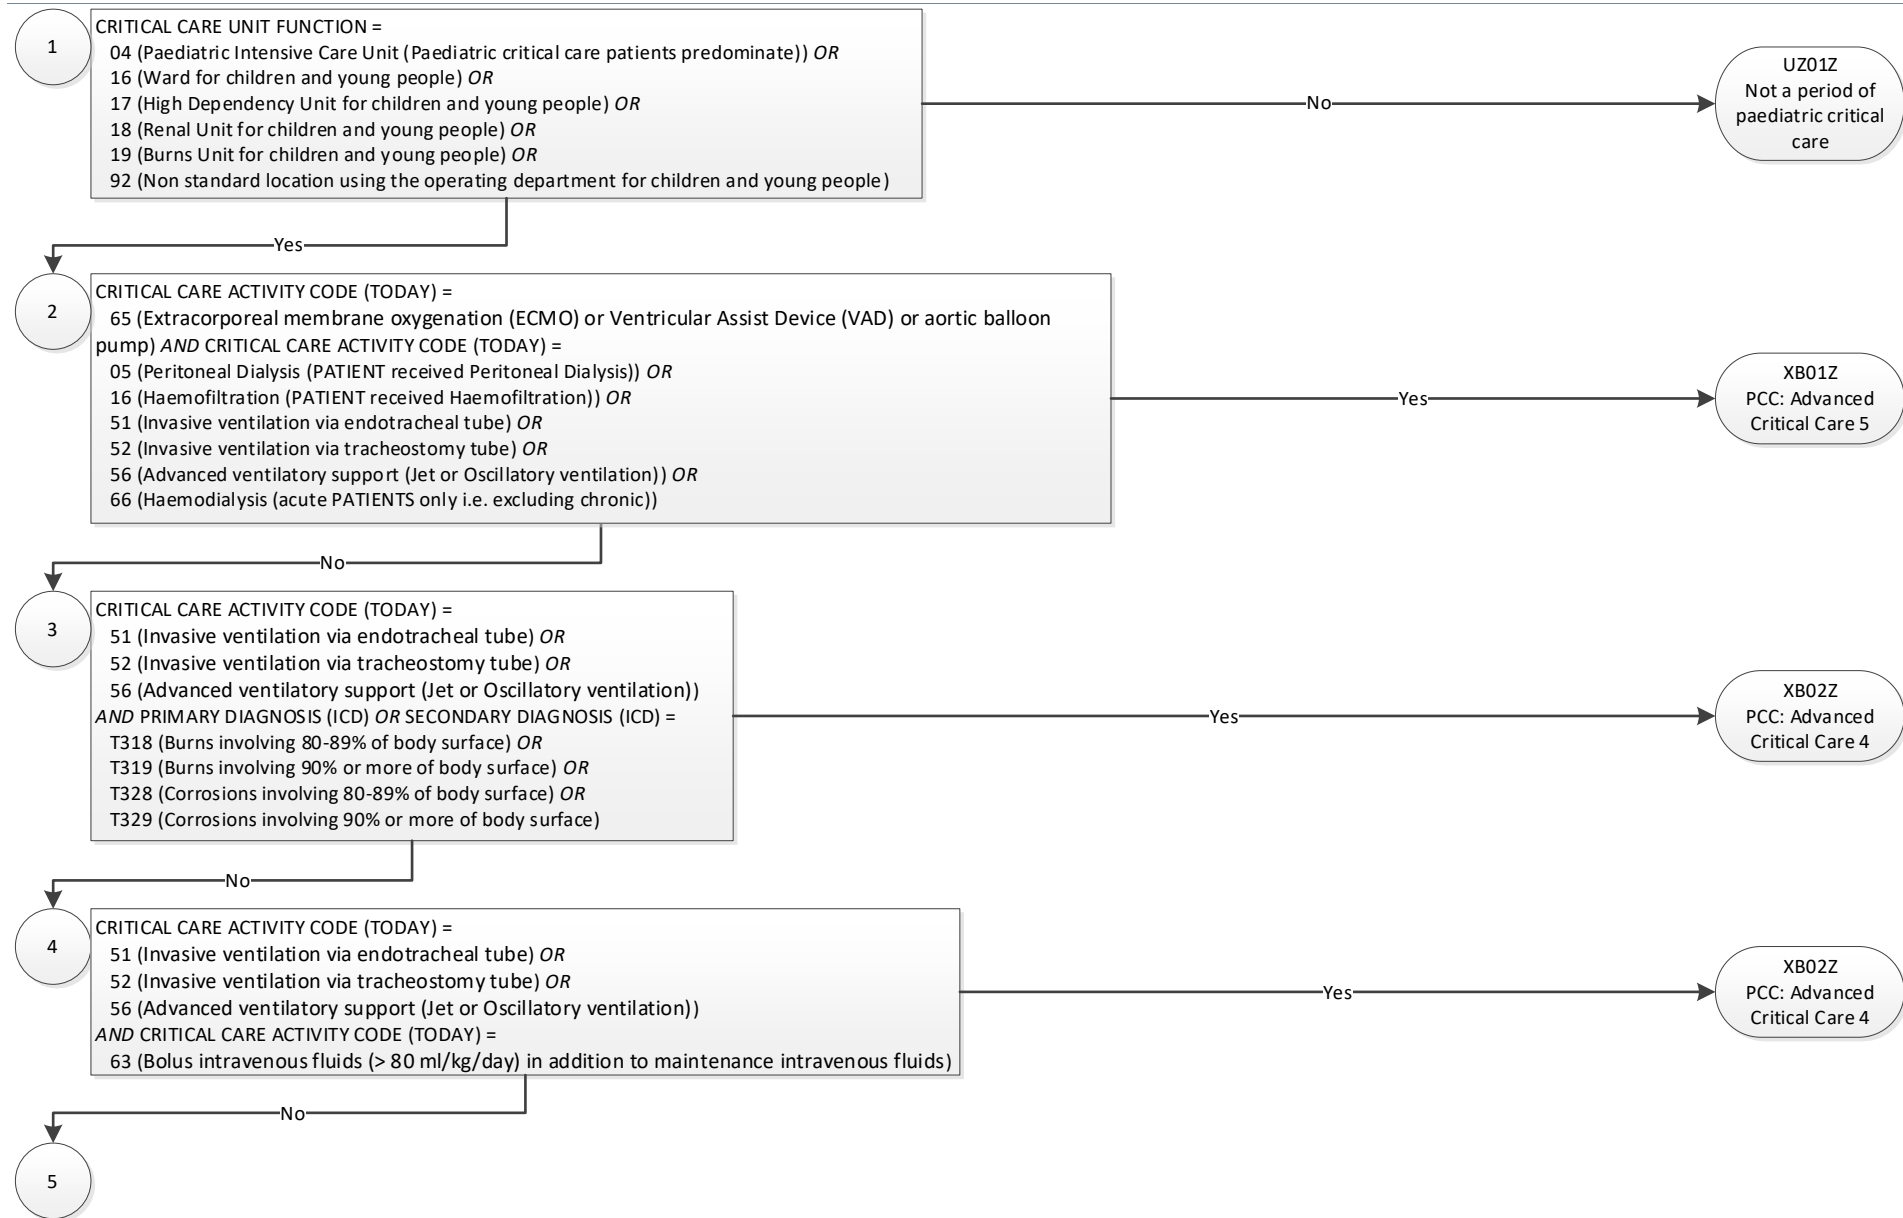 1
CRITICAL CARE UNIT FUNCTION =
04 (Paediatric Intensive Care Unit (Paediatric critical care patients predominate)) OR
16 (Ward for children and young people) OR
17 (High Dependency Unit for children and young people) OR
18 (Renal Unit for children and young people) OR
19 (Burns Unit for children and young people) OR
92 (Non standard location using the operating department for children and young people)
No
UZ01Z
Not a period of
paediatric critical
care
Yes
2
CRITICAL CARE ACTIVITY CODE (TODAY) =
65 (Extracorporeal membrane oxygenation (ECMO) or Ventricular Assist Device (VAD) or aortic balloon
pump) AND CRITICAL CARE ACTIVITY CODE (TODAY) =
05 (Peritoneal Dialysis (PATIENT received Peritoneal Dialysis)) OR
16 (Haemofiltration (PATIENT received Haemofiltration)) OR
51 (Invasive ventilation via endotracheal tube) OR
52 (Invasive ventilation via tracheostomy tube) OR
56 (Advanced ventilatory support (Jet or Oscillatory ventilation)) OR
66 (Haemodialysis (acute PATIENTS only i.e. excluding chronic))
Yes
XB01Z
PCC: Advanced
Critical Care 5
No
3
CRITICAL CARE ACTIVITY CODE (TODAY) =
51 (Invasive ventilation via endotracheal tube) OR
52 (Invasive ventilation via tracheostomy tube) OR
56 (Advanced ventilatory support (Jet or Oscillatory ventilation))
AND PRIMARY DIAGNOSIS (ICD) OR SECONDARY DIAGNOSIS (ICD) =
T318 (Burns involving 80-89% of body surface) OR
T319 (Burns involving 90% or more of body surface) OR
T328 (Corrosions involving 80-89% of body surface) OR
T329 (Corrosions involving 90% or more of body surface)
Yes
XB02Z
PCC: Advanced
Critical Care 4
No
4
CRITICAL CARE ACTIVITY CODE (TODAY) =
51 (Invasive ventilation via endotracheal tube) OR
52 (Invasive ventilation via tracheostomy tube) OR
56 (Advanced ventilatory support (Jet or Oscillatory ventilation))
AND CRITICAL CARE ACTIVITY CODE (TODAY) =
63 (Bolus intravenous fluids (> 80 ml/kg/day) in addition to maintenance intravenous fluids)
Yes
XB02Z
PCC: Advanced
Critical Care 4
No
5